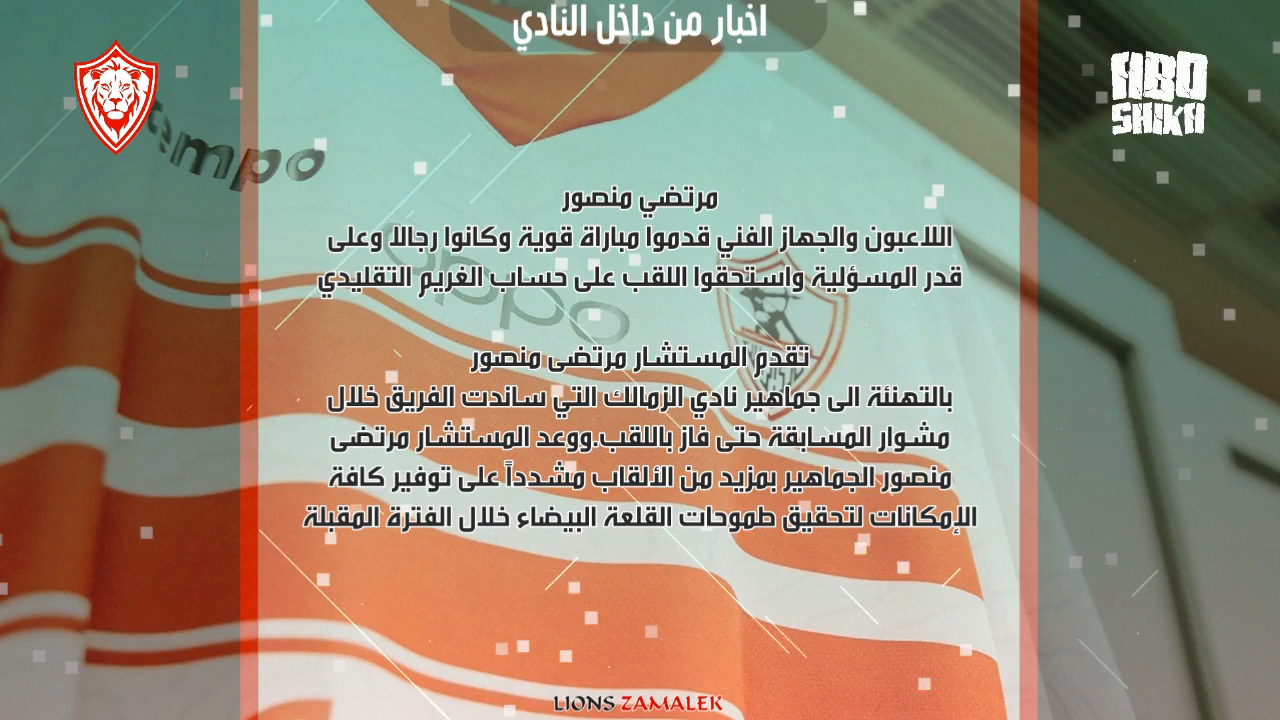 اخبار من داخل النادي
ABO
SHIKA
tempo
مرتضي منصور
اللاعبون والجهاز الفني قدموا مباراة قوية وكانوا رجالا وعلى
قدر المسؤلية واستحقوا اللقب على حساب الغريم التقليدي
oppo
تقدم المستشار مرتضى منصور
بالتهنئة الى جماهير نادي الزمالك التي ساندت الفريق خلال
مشوار المسابقة حتى فاز باللقب.ووعد المستشار مرتضى
منصور الجماهير بمزيد من الألقاب مشدداً على توفير كافة
الإمكانات لتحقيق طموحات القلعة البيضاء خلال الفترة المقبلة
LIONS ZAMALEK